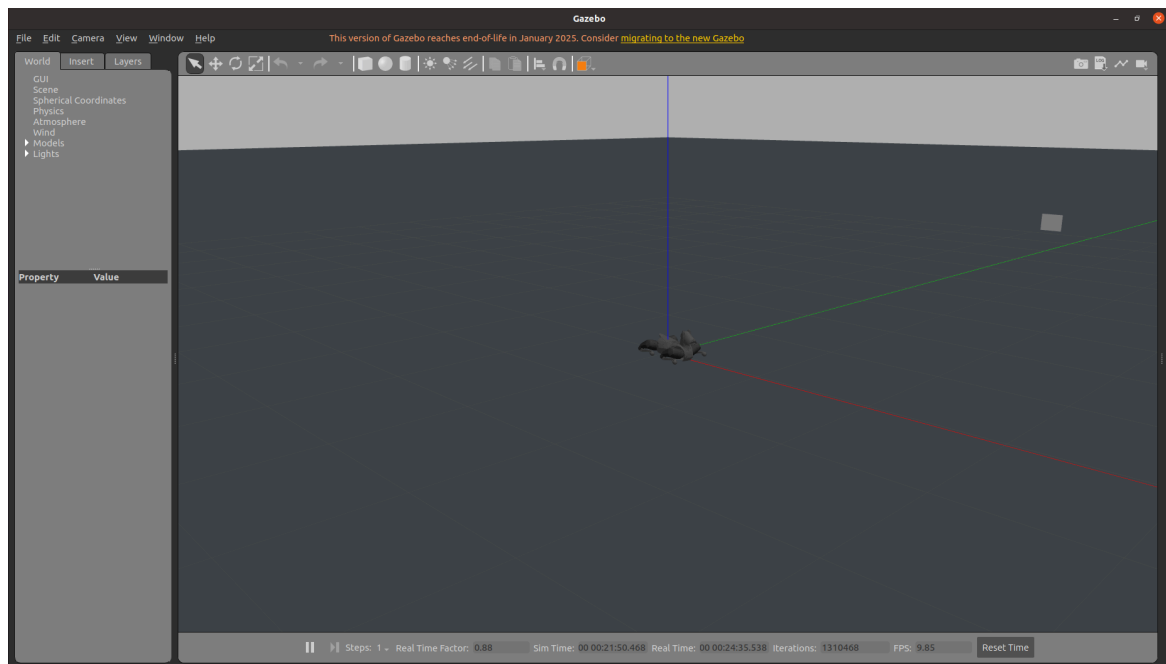 Gazebo
File Edit Camera View Window Help This version of Gazebo reaches end-of-life in January 2025. Consider migrating to the new Gazebo
World Insert Layers
GUI
Scene
Spherical Coordinates
Physics
Atmosphere
Wind
Models
Lights
Property Value
Steps: 1 Real Time Factor: 0.88 Sim Time: 00 00:21:50.468 Real Time: 00 00:24:35.538 Iterations: 1310468 FPS: 9.85 Reset Time